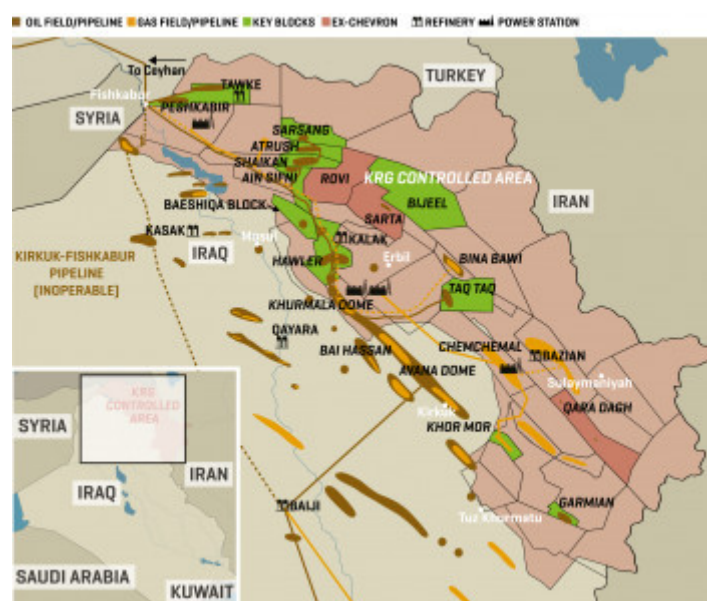 OIL FIELD/PIPELINE GAS FIELD/PIPELINE KEY BLOCKS EX-CHEVRON REFINERY POWER STATION
To Ceyhan
TURKEY
Fishkabur
TAWKE
PESHKABIR
SYRIA
SARSANG
ATRUSH
SHAIKAN
AIN SIFNI
ROVI
KRG CONTROLLED AREA
BIJEEL
IRAN
BAESHIQA BLOCK
SARTA
KASAK
IRAQ
Mosul
KALAK
Erbil
BINA BAWI
KIRKUK-FISHKABUR
PIPELINE
(INOPERABLE)
HAWLER
TAQ TAQ
KHURMALA DOME
QAYARA
BAI HASSAN
CHEMCHEMAL
BAZIAN
AVANA DOME
Suleymaniyah
Kirkuk
QARA DAGH
KHOR MOR
KRG
CONTROLLED
AREA
SYRIA
IRAN
IRAQ
BAIJI
GARMIAN
Tuz Khormatu
SAUDI ARABIA
KUWAIT